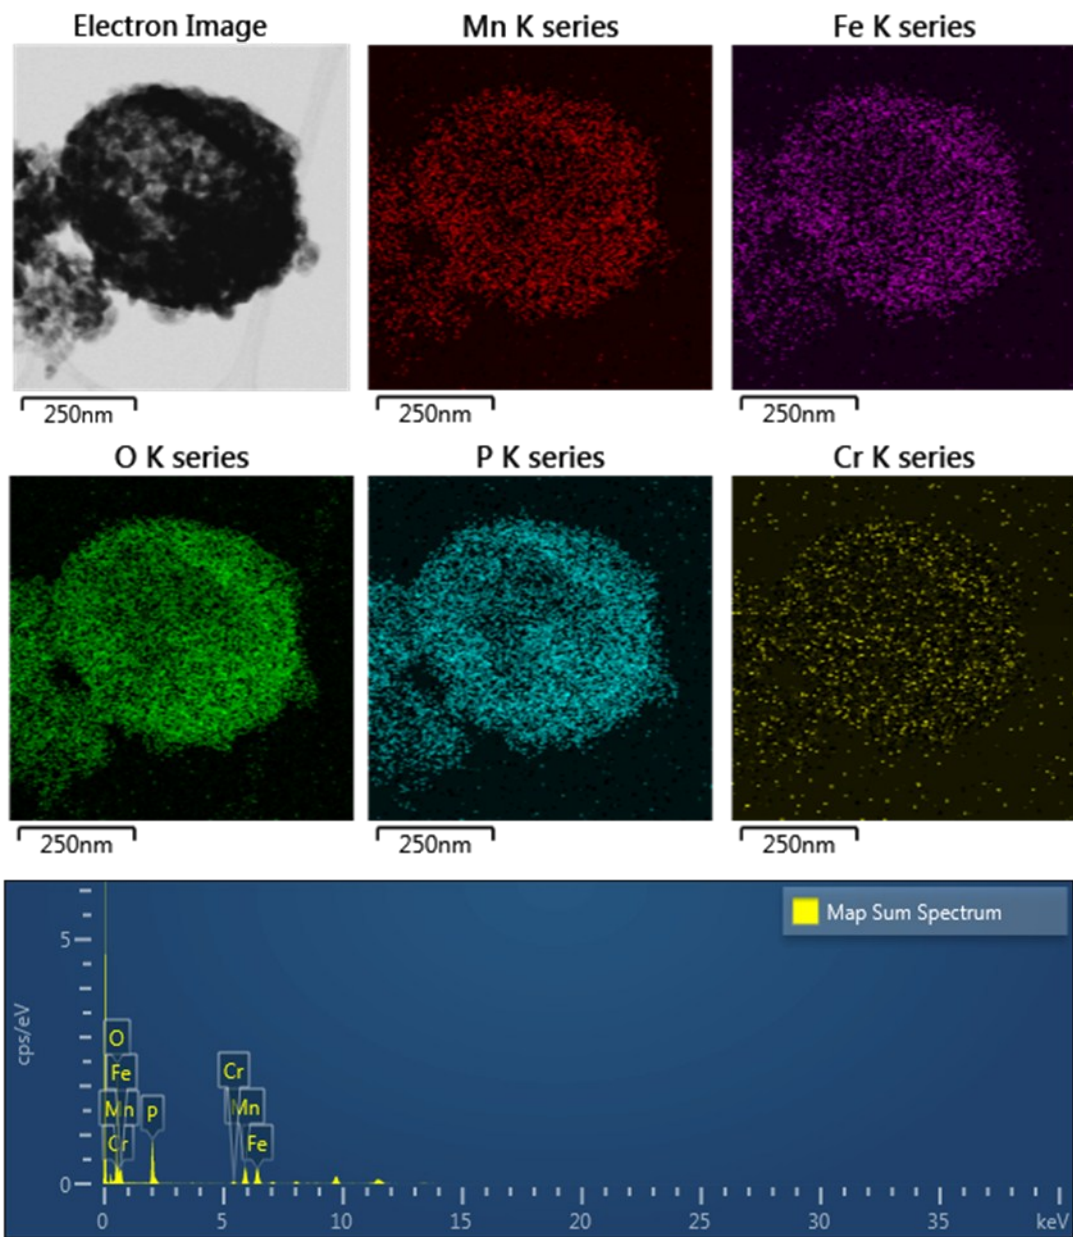 Electron Image
Mn K series
Fe K series
250nm
250nm
250nm
O K series
P K series
Cr K series
250nm
250nm
250nm
Map Sum Spectrum
cps/eV
5
0
O
Fe
Mn
P
Cr
Cr
Mn
Fe
0 5 10 15 20 25 30 35 keV